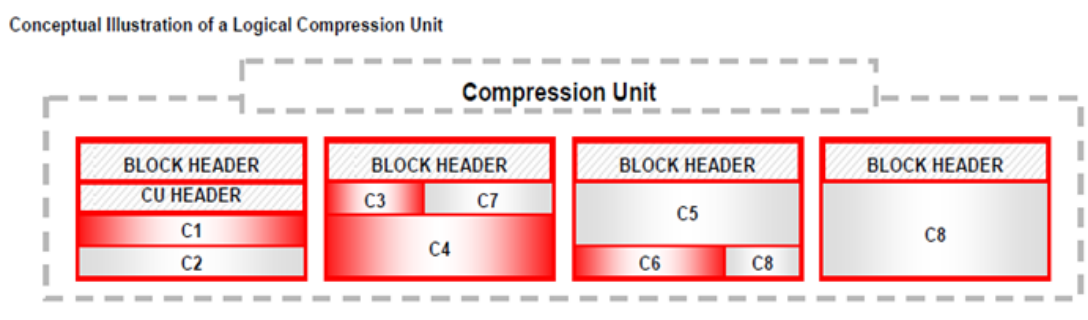 Conceptual Illustration of a Logical Compression Unit
Compression Unit
BLOCK HEADER
CU HEADER
C1
C2
BLOCK HEADER
C3 C7
C4
BLOCK HEADER
C5
C6 C8
BLOCK HEADER
C8